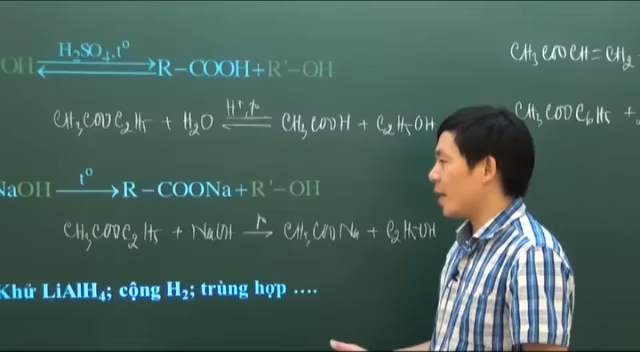 OH H₂SO₄, t° ⇌ R–COOH + R'–OH
CH₃COOC₂H₅ + H₂O H⁺, t° ⇌ CH₃COOH + C₂H₅OH
NaOH t° → R–COONa + R'–OH
CH₃COOC₂H₅ + NaOH → CH₃COONa + C₂H₅OH
Khử LiAlH₄; cộng H₂; trùng hợp ....
CH₃COOCH=CH₂
CH₃COOC₆H₅ +